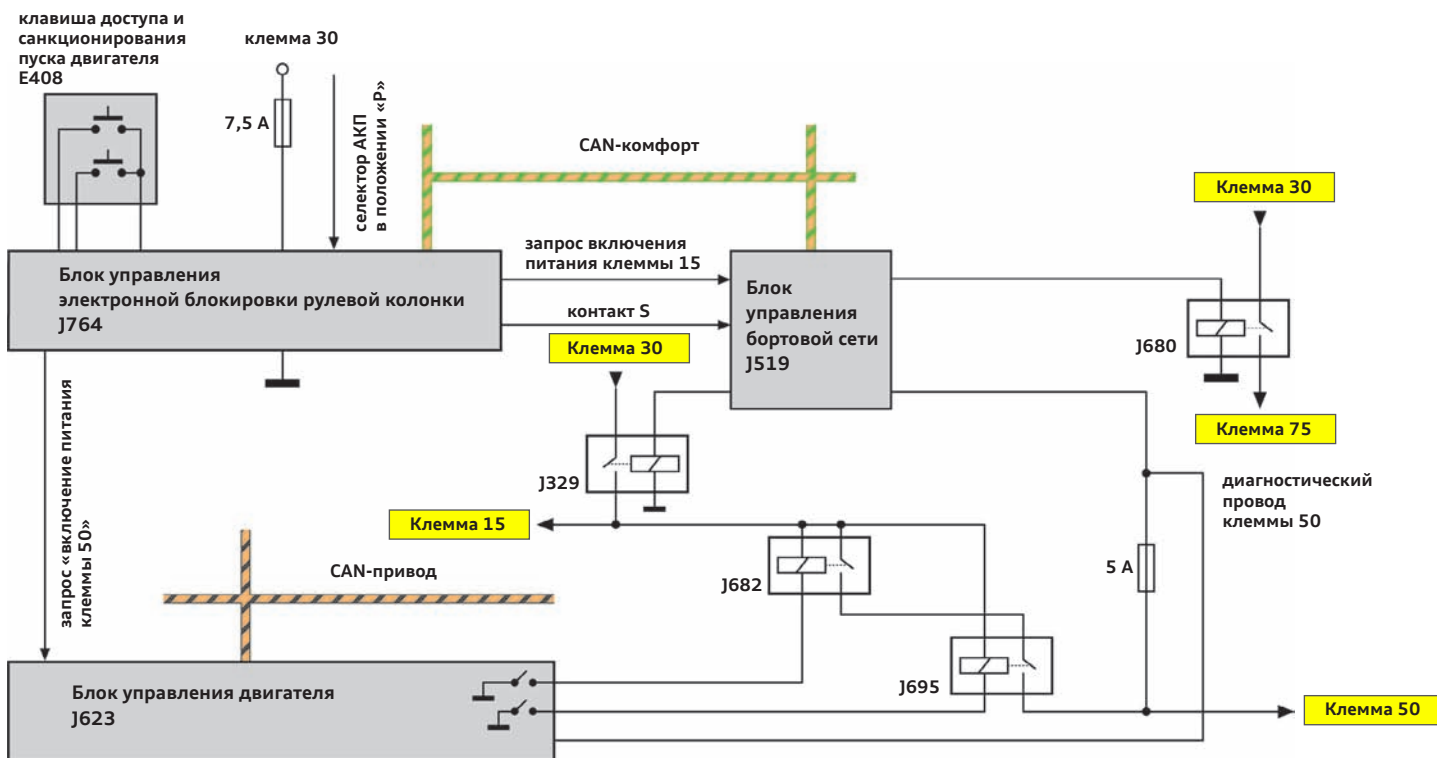 клавиша доступа и
санкционирования
пуска двигателя
E408
клемма 30
7,5 А
селектор АКП
в положении «Р»
CAN-комфорт
Клемма 30
Блок управления
электронной блокировки рулевой колонки
J764
запрос включения
питания клеммы 15
контакт S
Клемма 30
Блок
управления
бортовой сети
J519
J680
Клемма 75
J329
диагностический
провод
клеммы 50
запрос «включение питания
клеммы 50»
Клемма 15
CAN-привод
J682
5 А
J695
Блок управления двигателя
J623
Клемма 50